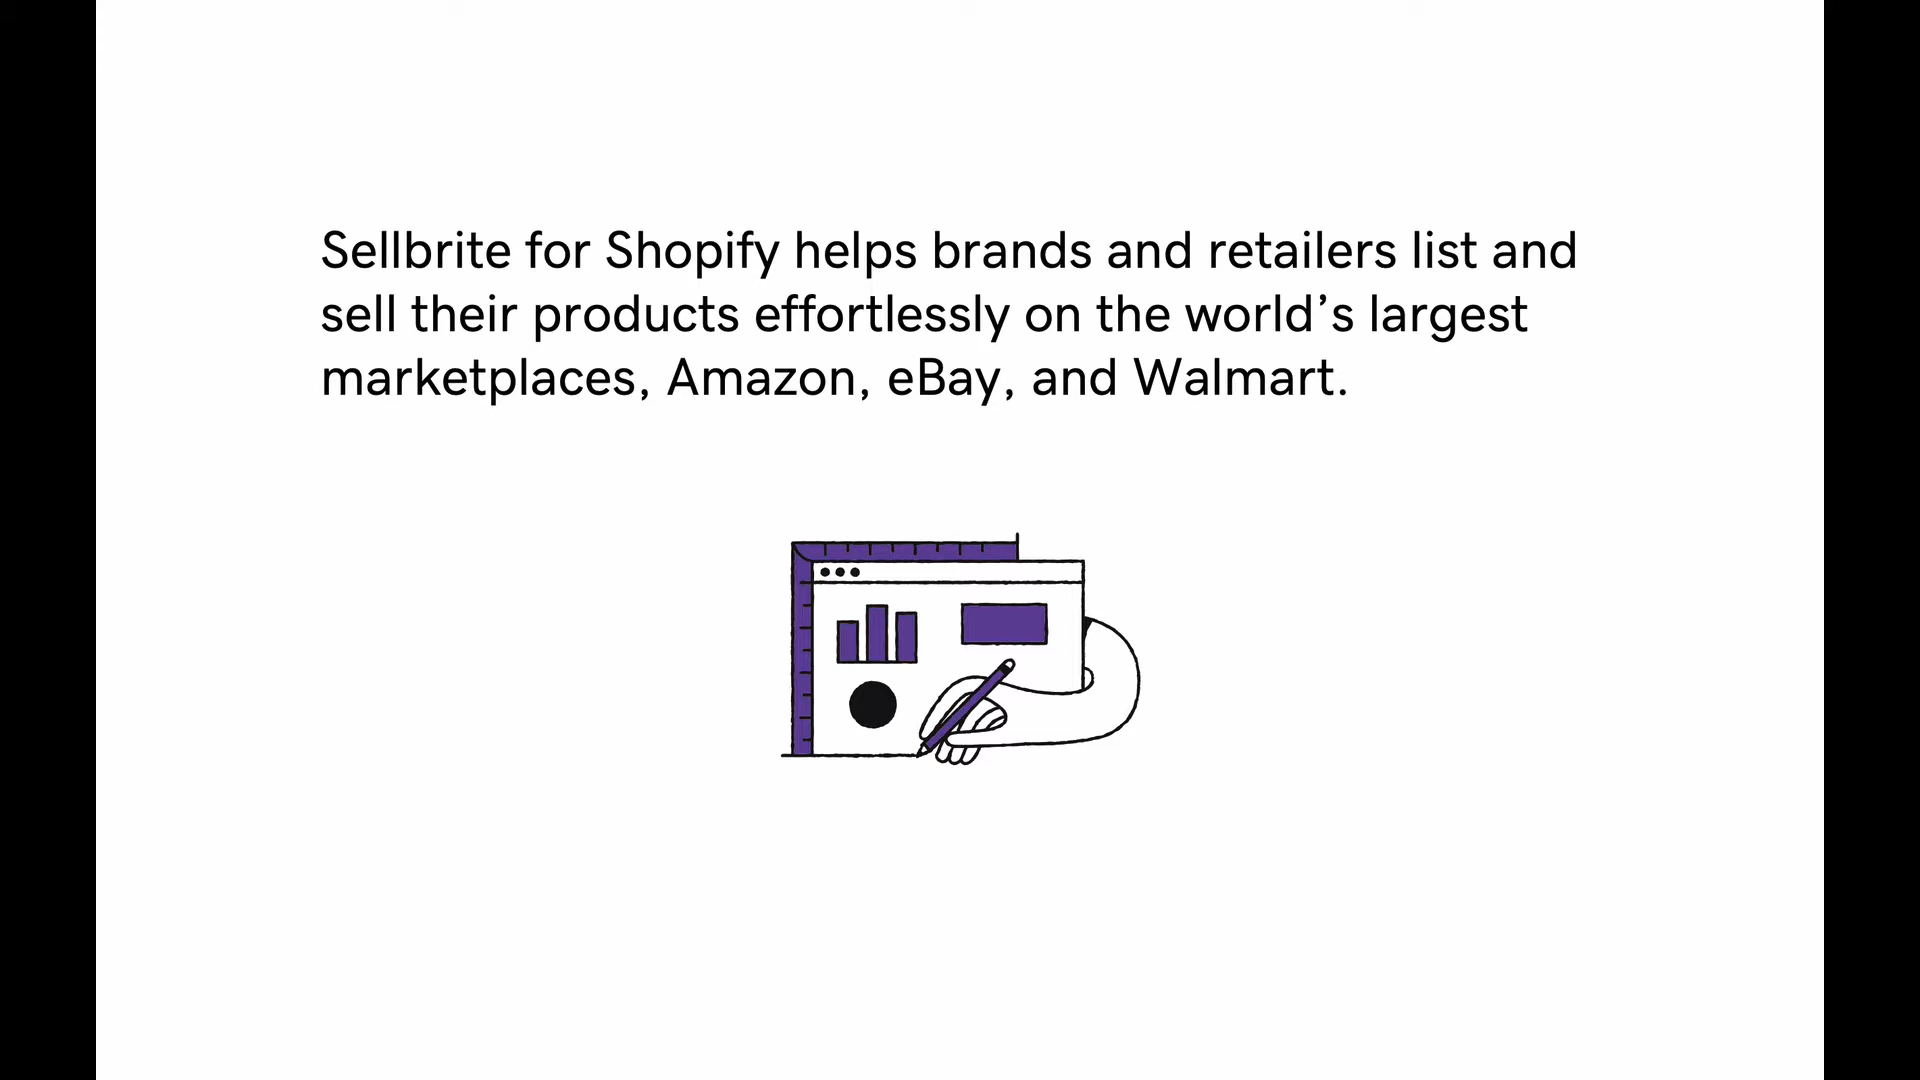 Sellbrite for Shopify helps brands and retailers list and
sell their products effortlessly on the world’s largest
marketplaces, Amazon, eBay, and Walmart.